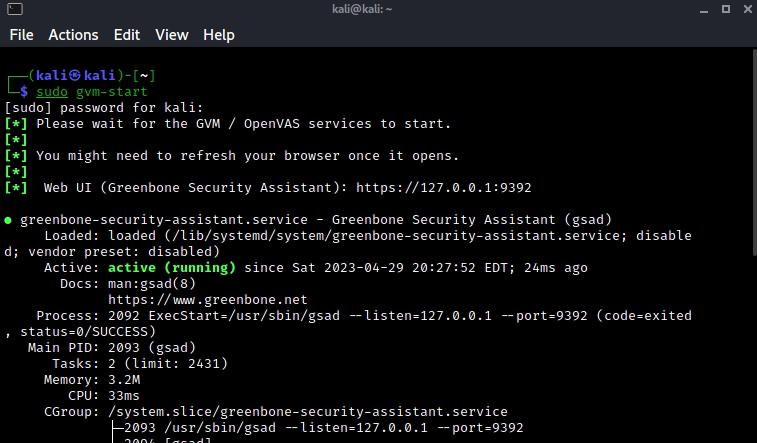 kali@kali: ~
File Actions Edit View Help
┌──(kali㉿kali)-[~]
└─$ sudo gvm-start
[sudo] password for kali:
[*] Please wait for the GVM / OpenVAS services to start.
[*]
[*] You might need to refresh your browser once it opens.
[*]
[*]  Web UI (Greenbone Security Assistant): https://127.0.0.1:9392
● greenbone-security-assistant.service - Greenbone Security Assistant (gsad)
Loaded: loaded (/lib/systemd/system/greenbone-security-assistant.service; disable
d; vendor preset: disabled)
Active: active (running) since Sat 2023-04-29 20:27:52 EDT; 24ms ago
Docs: man:gsad(8)
https://www.greenbone.net
Process: 2092 ExecStart=/usr/sbin/gsad --listen=127.0.0.1 --port=9392 (code=exited
, status=0/SUCCESS)
Main PID: 2093 (gsad)
Tasks: 2 (limit: 2431)
Memory: 3.2M
CPU: 33ms
CGroup: /system.slice/greenbone-security-assistant.service
├─2093 /usr/sbin/gsad --listen=127.0.0.1 --port=9392
2094 [gsad]